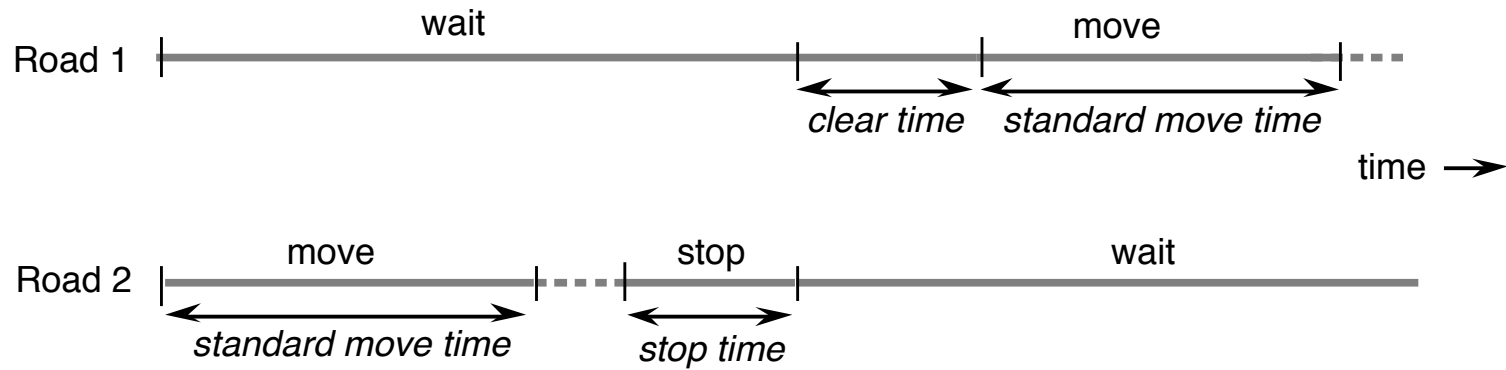 wait
move
Road 1
clear time
standard move time
time
move
stop
wait
Road 2
standard move time
stop time